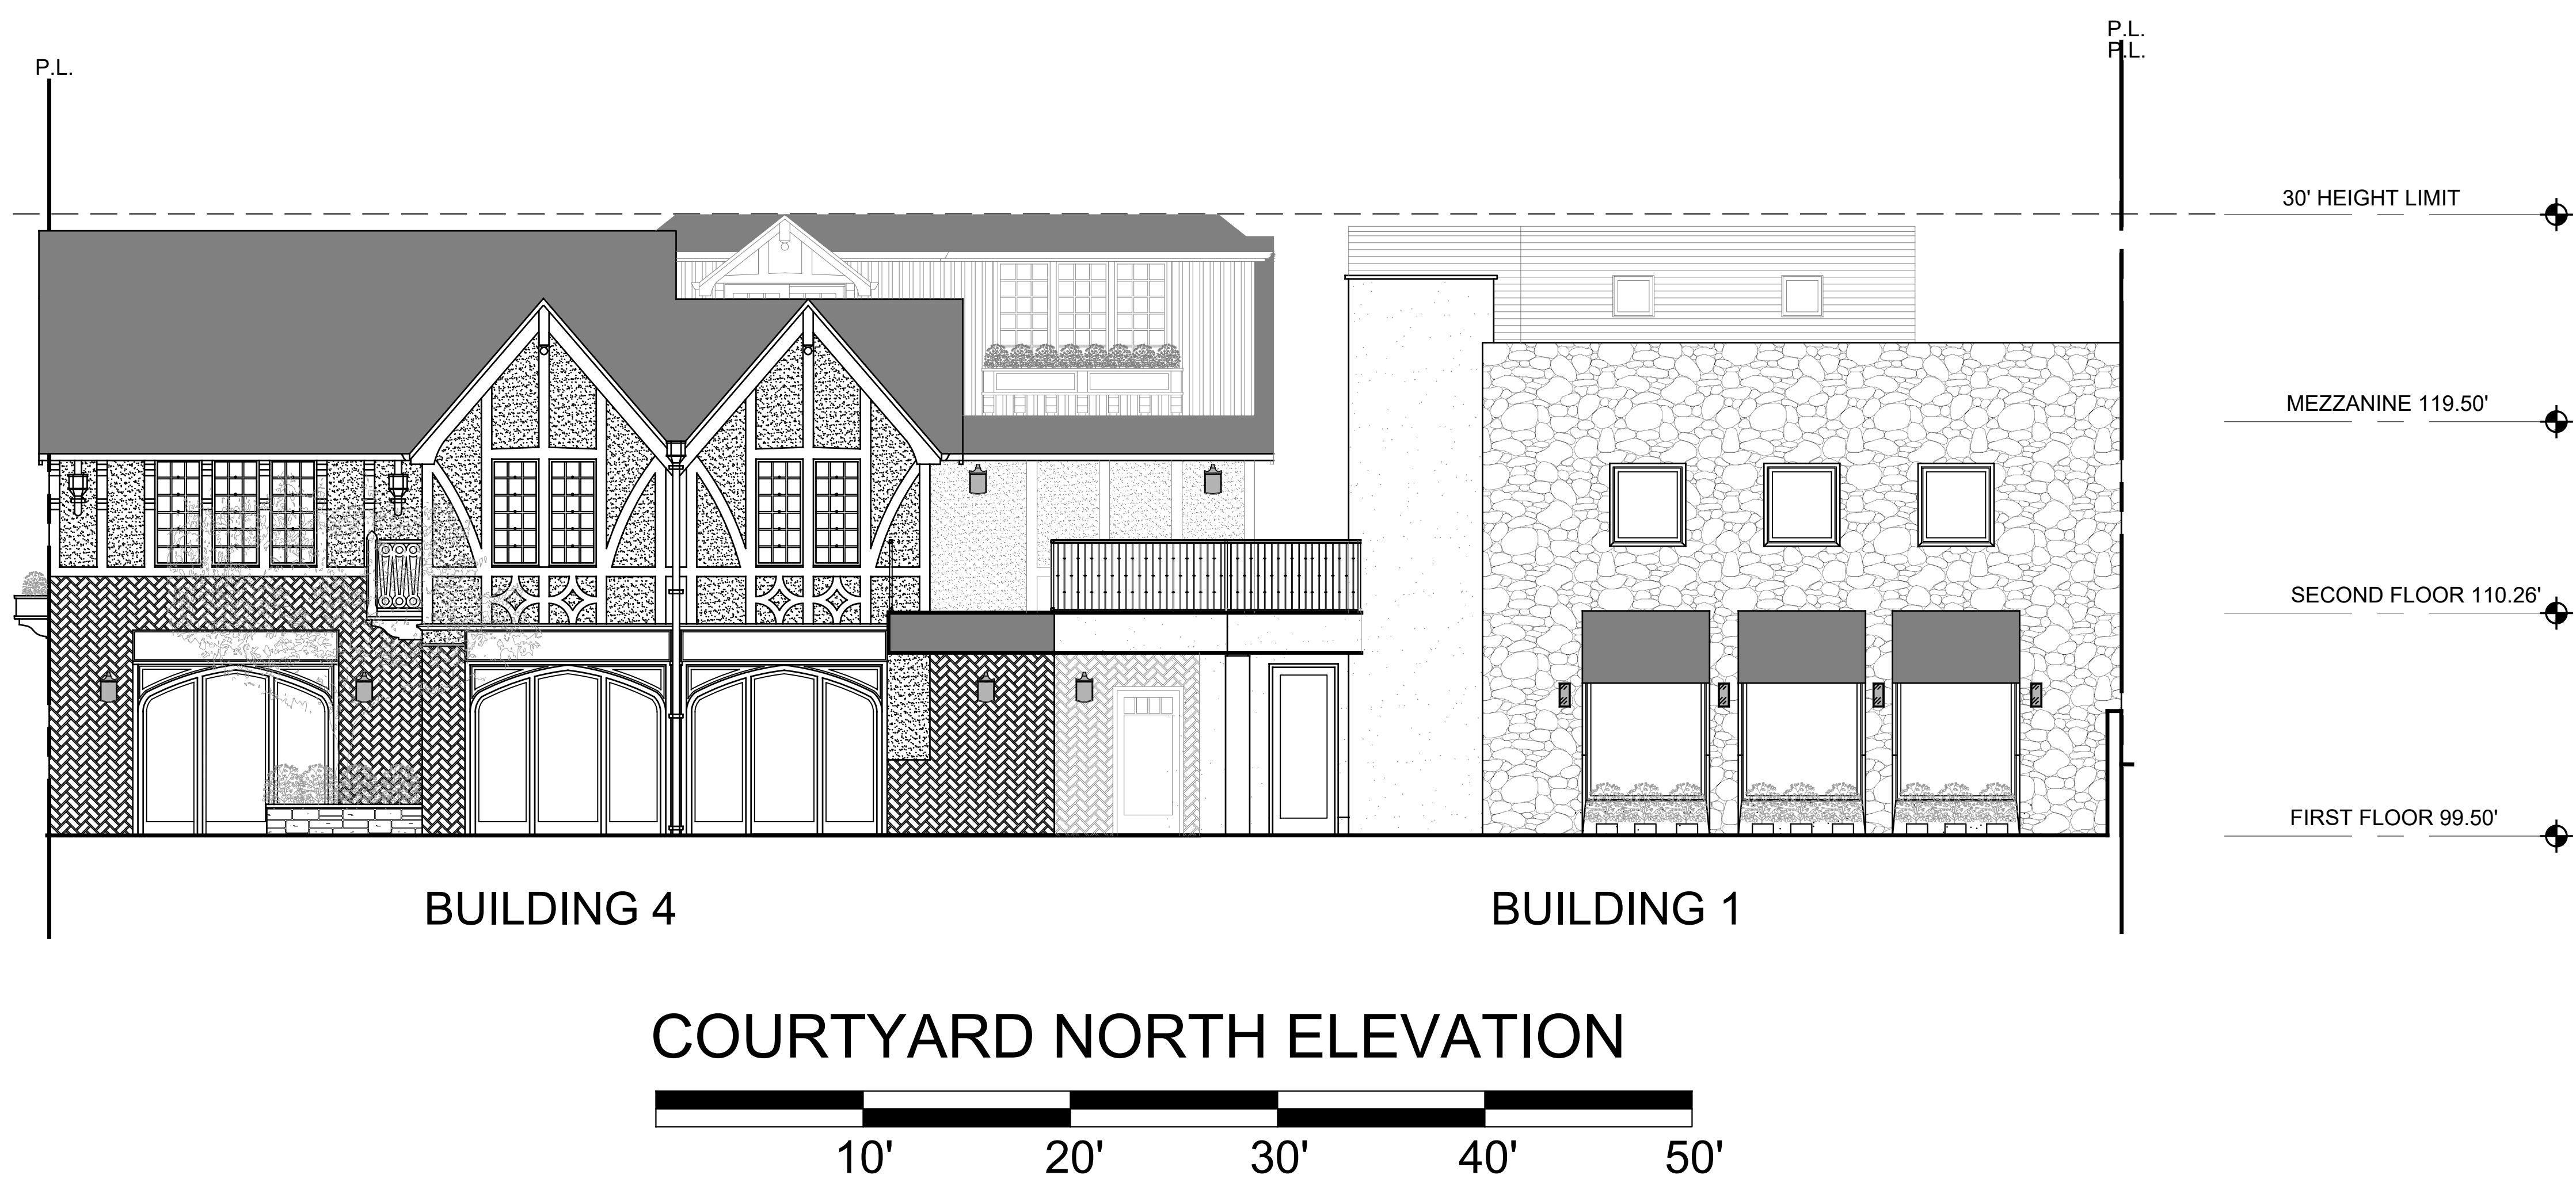 P.L.
P.L.
P.L.
30' HEIGHT LIMIT
MEZZANINE 119.50'
SECOND FLOOR 110.26'
FIRST FLOOR 99.50'
BUILDING 4
BUILDING 1
COURTYARD NORTH ELEVATION
10' 20' 30' 40' 50'